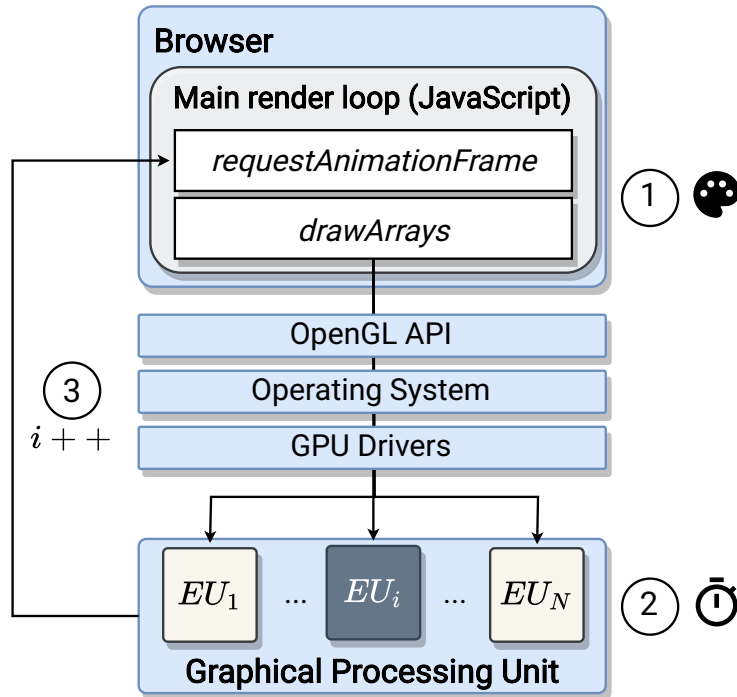 Browser
Main render loop (JavaScript)
requestAnimationFrame
1
drawArrays
OpenGL API
Operating System
3
i + +
GPU Drivers
EU₁ ... EUᵢ ... EU_N
2
Graphical Processing Unit